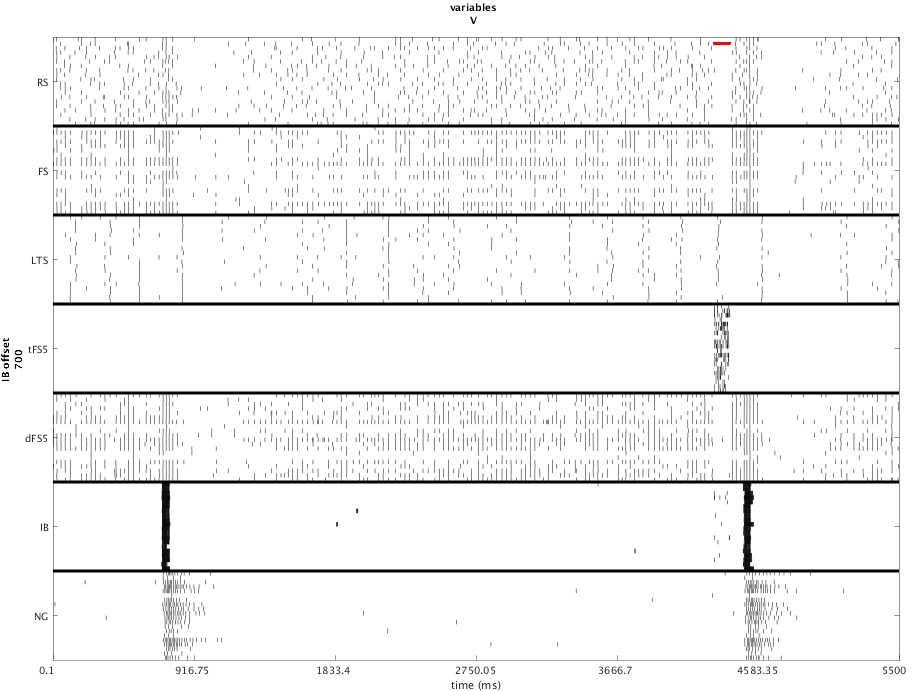 variables
V
RS
FS
LTS
IB offset
700
tFS5
dFS5
IB
NG
0.1 916.75 1833.4 2750.05 3666.7 4583.35 5500
time (ms)